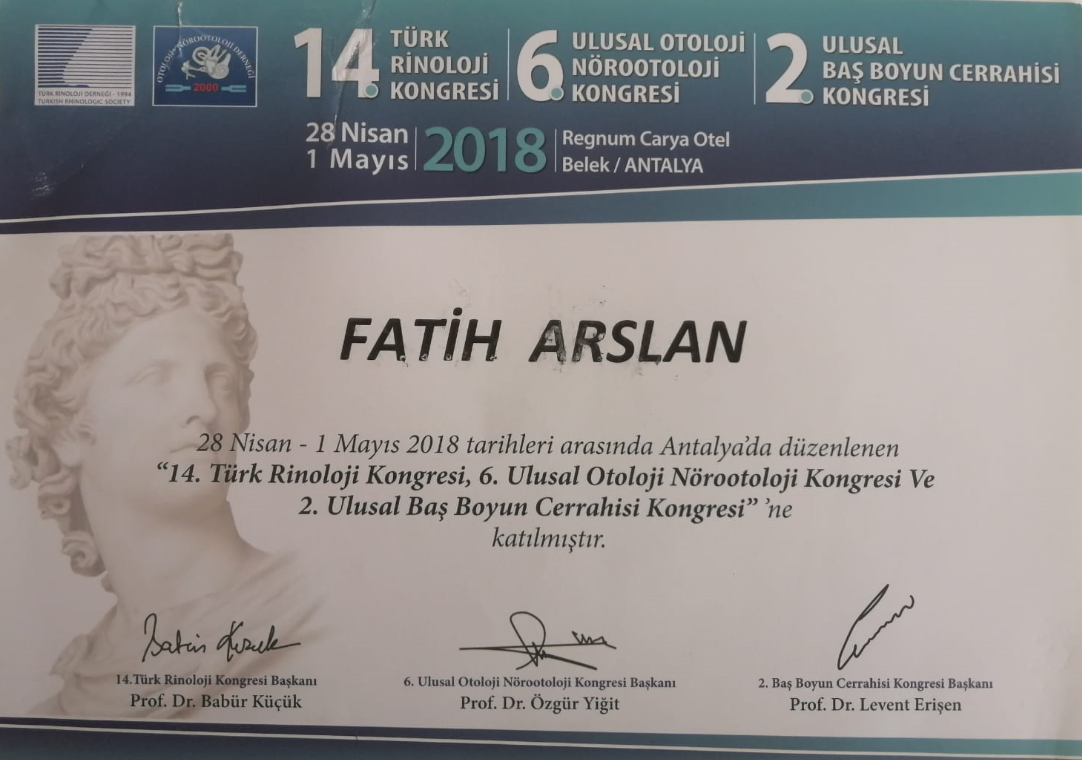 TÜRK RİNOLOJİ DERNEĞİ - 1994
TURKISH RHINOLOGIC SOCIETY
OTOLOJİ NÖROOTOLOJİ DERNEĞİ
2000
14. TÜRK RİNOLOJİ KONGRESİ
6. ULUSAL OTOLOJİ NÖROOTOLOJİ KONGRESİ
2. ULUSAL BAŞ BOYUN CERRAHİSİ KONGRESİ
28 Nisan
1 Mayıs
2018
Regnum Carya Otel
Belek / ANTALYA
FATİH ARSLAN
28 Nisan - 1 Mayıs 2018 tarihleri arasında Antalya'da düzenlenen
“14. Türk Rinoloji Kongresi, 6. Ulusal Otoloji Nörootoloji Kongresi Ve
2. Ulusal Baş Boyun Cerrahisi Kongresi” 'ne
katılmıştır.
14.Türk Rinoloji Kongresi Başkanı
Prof. Dr. Babür Küçük
6. Ulusal Otoloji Nörootoloji Kongresi Başkanı
Prof. Dr. Özgür Yiğit
2. Baş Boyun Cerrahisi Kongresi Başkanı
Prof. Dr. Levent Erişen